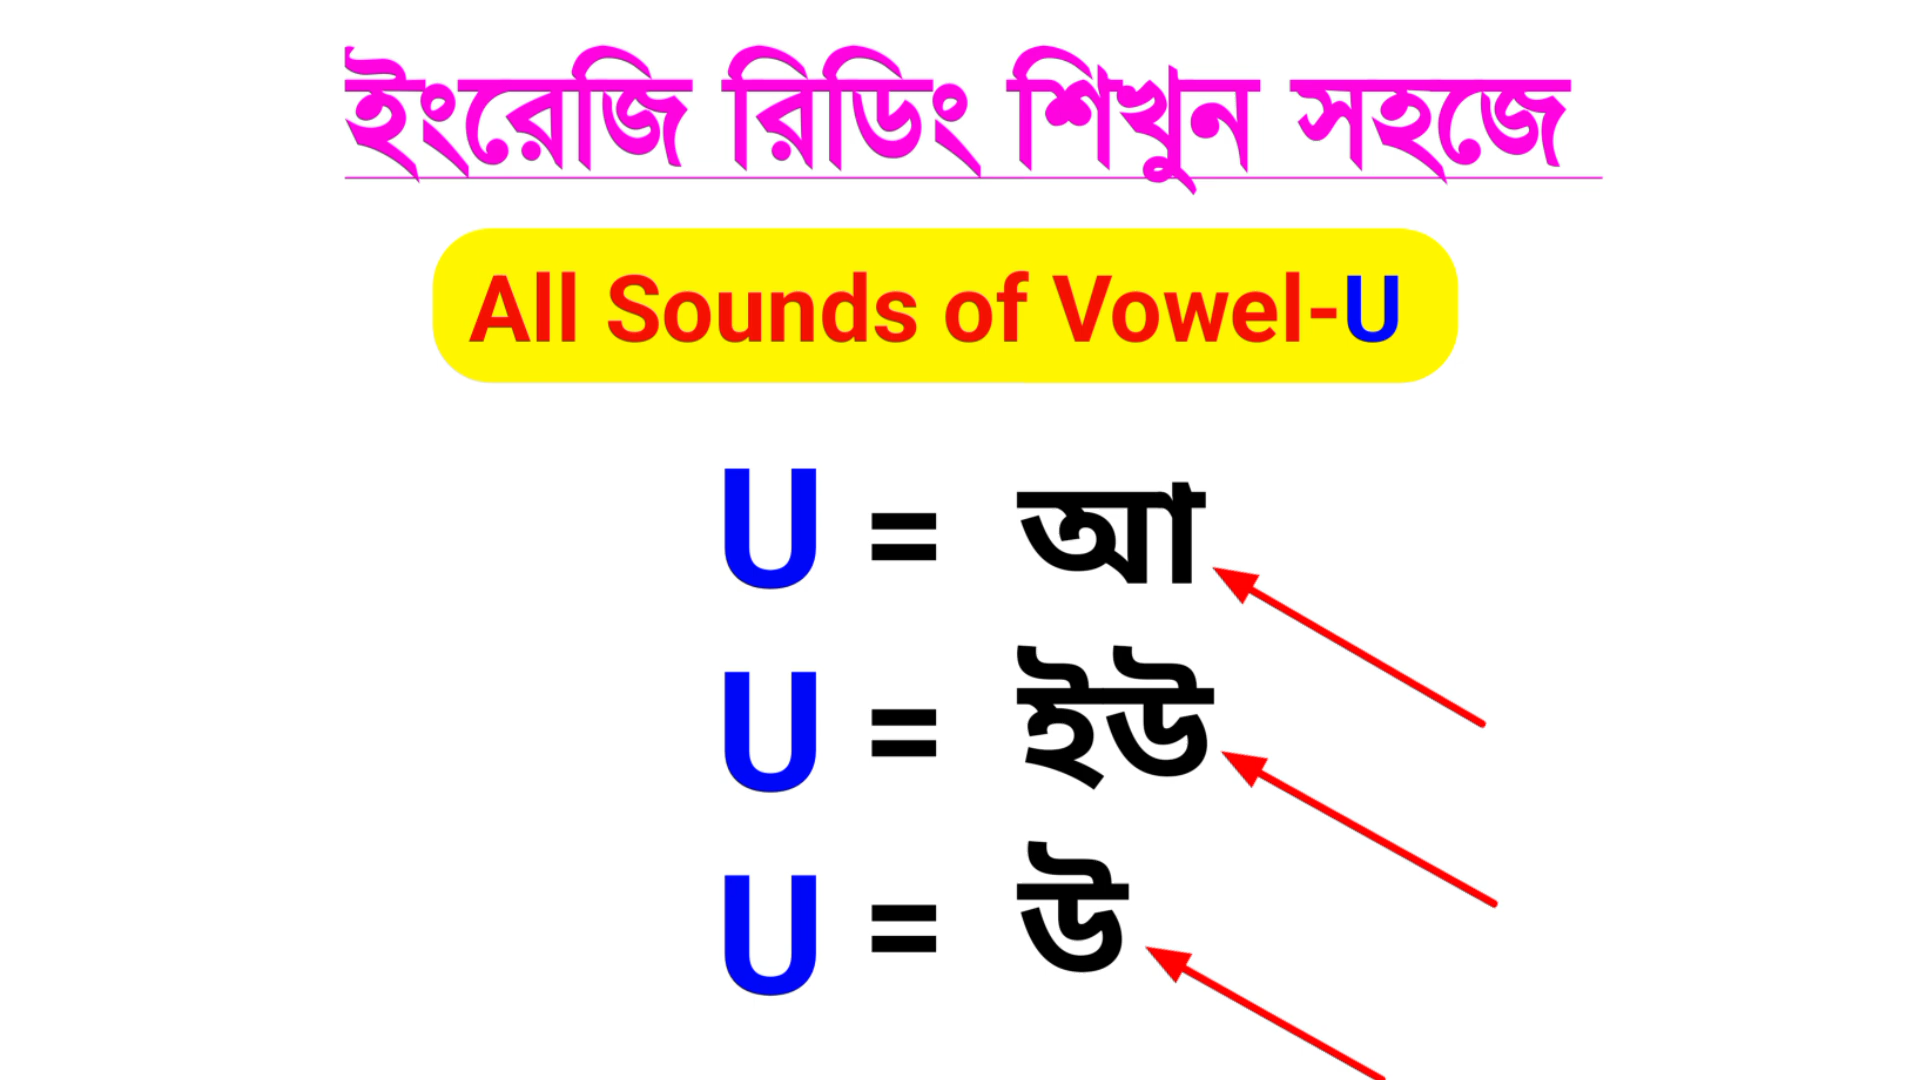 ইংরেজি রিডিং শিখুন সহজে
All Sounds of Vowel-U
U = আ
U = ইউ
U = উ